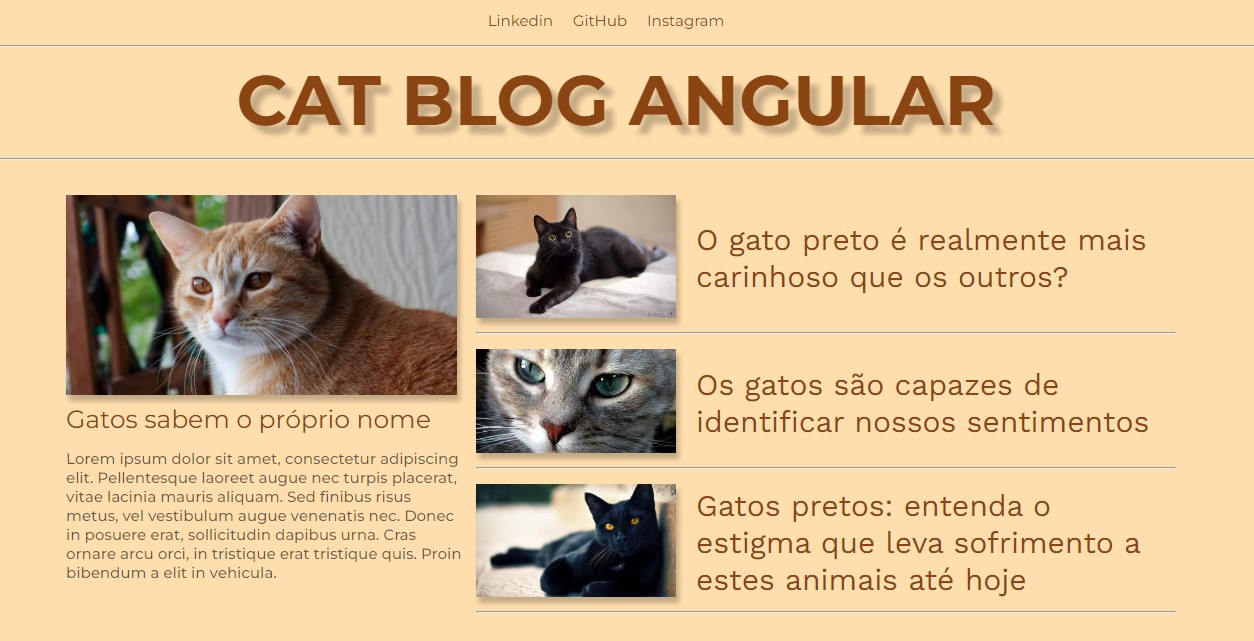 Linkedin GitHub Instagram
CAT BLOG ANGULAR
Gatos sabem o próprio nome
Lorem ipsum dolor sit amet, consectetur adipiscing
elit. Pellentesque laoreet augue nec turpis placerat,
vitae lacinia mauris aliquam. Sed finibus risus
metus, vel vestibulum augue venenatis nec. Donec
in posuere erat, sollicitudin dapibus urna. Cras
ornare arcu orci, in tristique erat tristique quis. Proin
bibendum a elit in vehicula.
O gato preto é realmente mais
carinhoso que os outros?
Os gatos são capazes de
identificar nossos sentimentos
Gatos pretos: entenda o
estigma que leva sofrimento a
estes animais até hoje